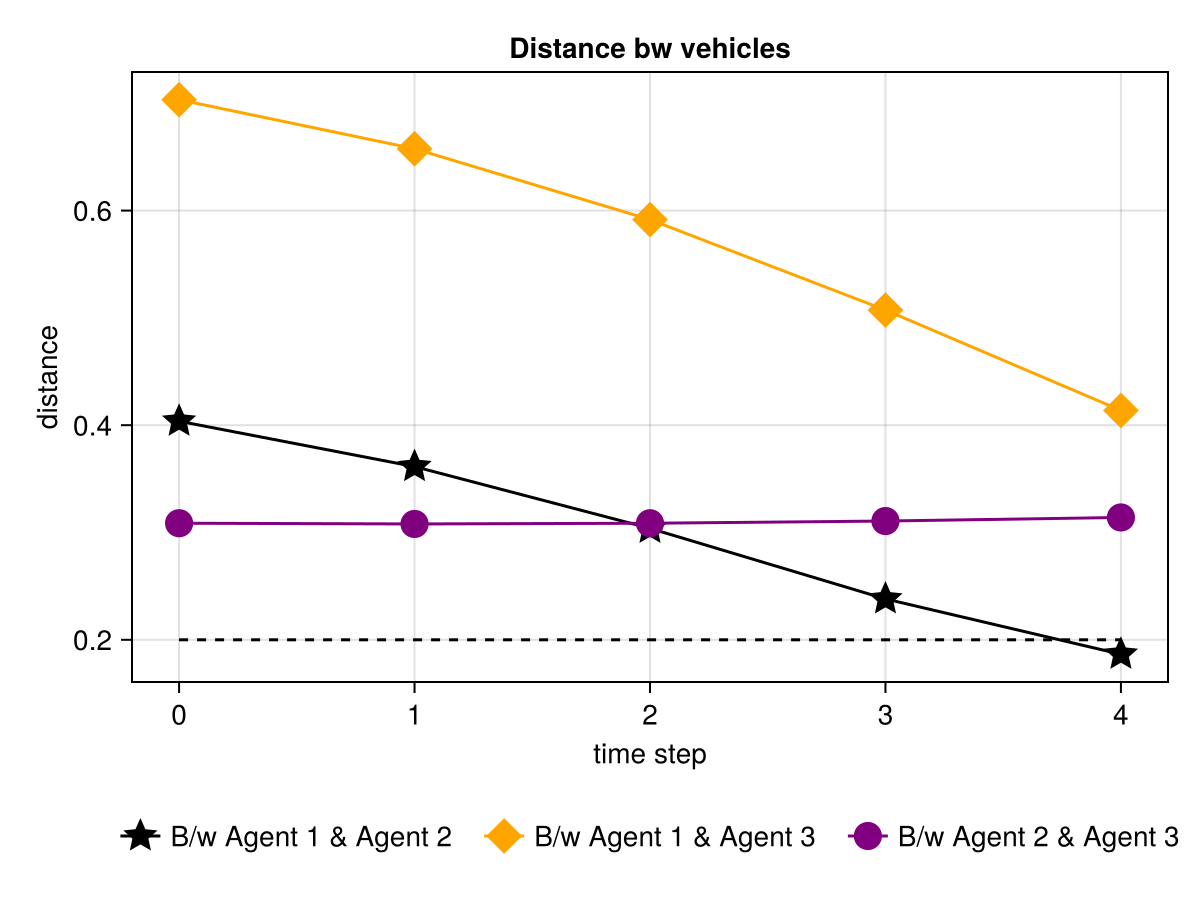 Distance bw vehicles
distance
0.6
0.4
0.2
0 1 2 3 4
time step
B/w Agent 1 & Agent 2 B/w Agent 1 & Agent 3 B/w Agent 2 & Agent 3